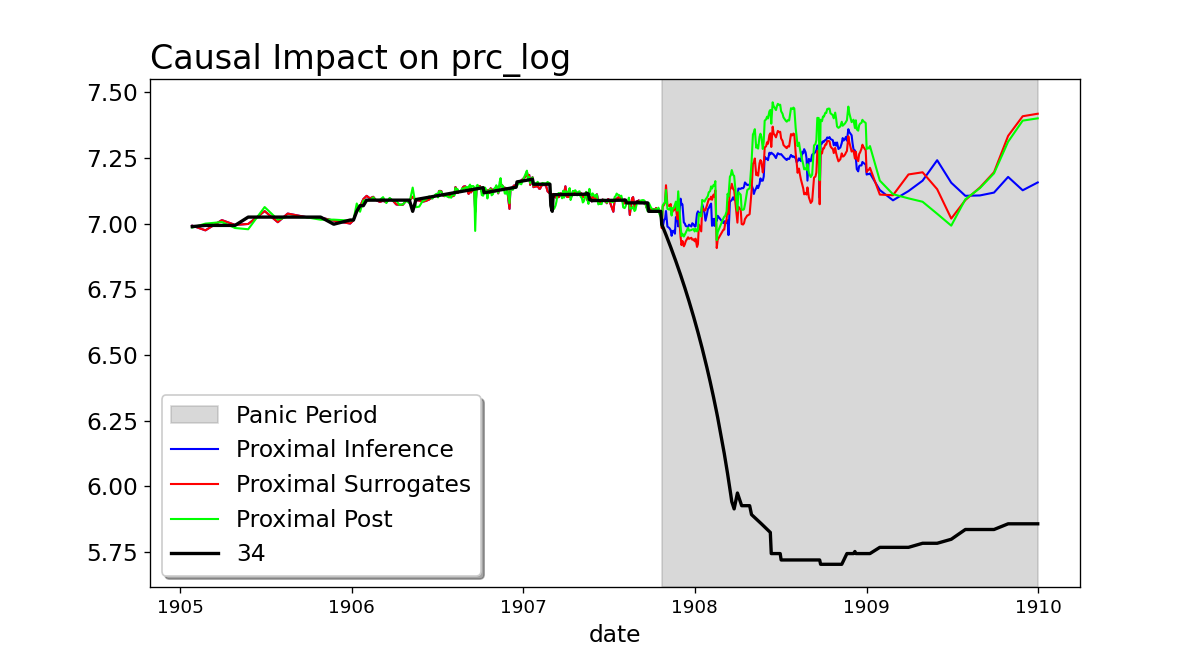 Causal Impact on prc_log
7.50
7.25
7.00
6.75
6.50
6.25
6.00
5.75
Panic Period
Proximal Inference
Proximal Surrogates
Proximal Post
34
1905 1906 1907 1908 1909 1910
date